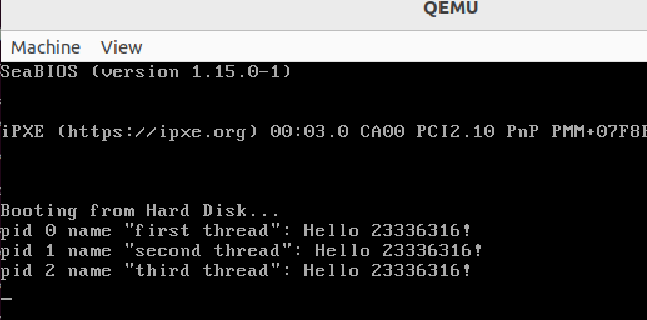 QEMU
Machine View
SeaBIOS (version 1.15.0-1)
iPXE (https://ipxe.org) 00:03.0 CA00 PCI2.10 PnP PMM+07F8
Booting from Hard Disk...
pid 0 name "first thread": Hello 23336316!
pid 1 name "second thread": Hello 23336316!
pid 2 name "third thread": Hello 23336316!
_